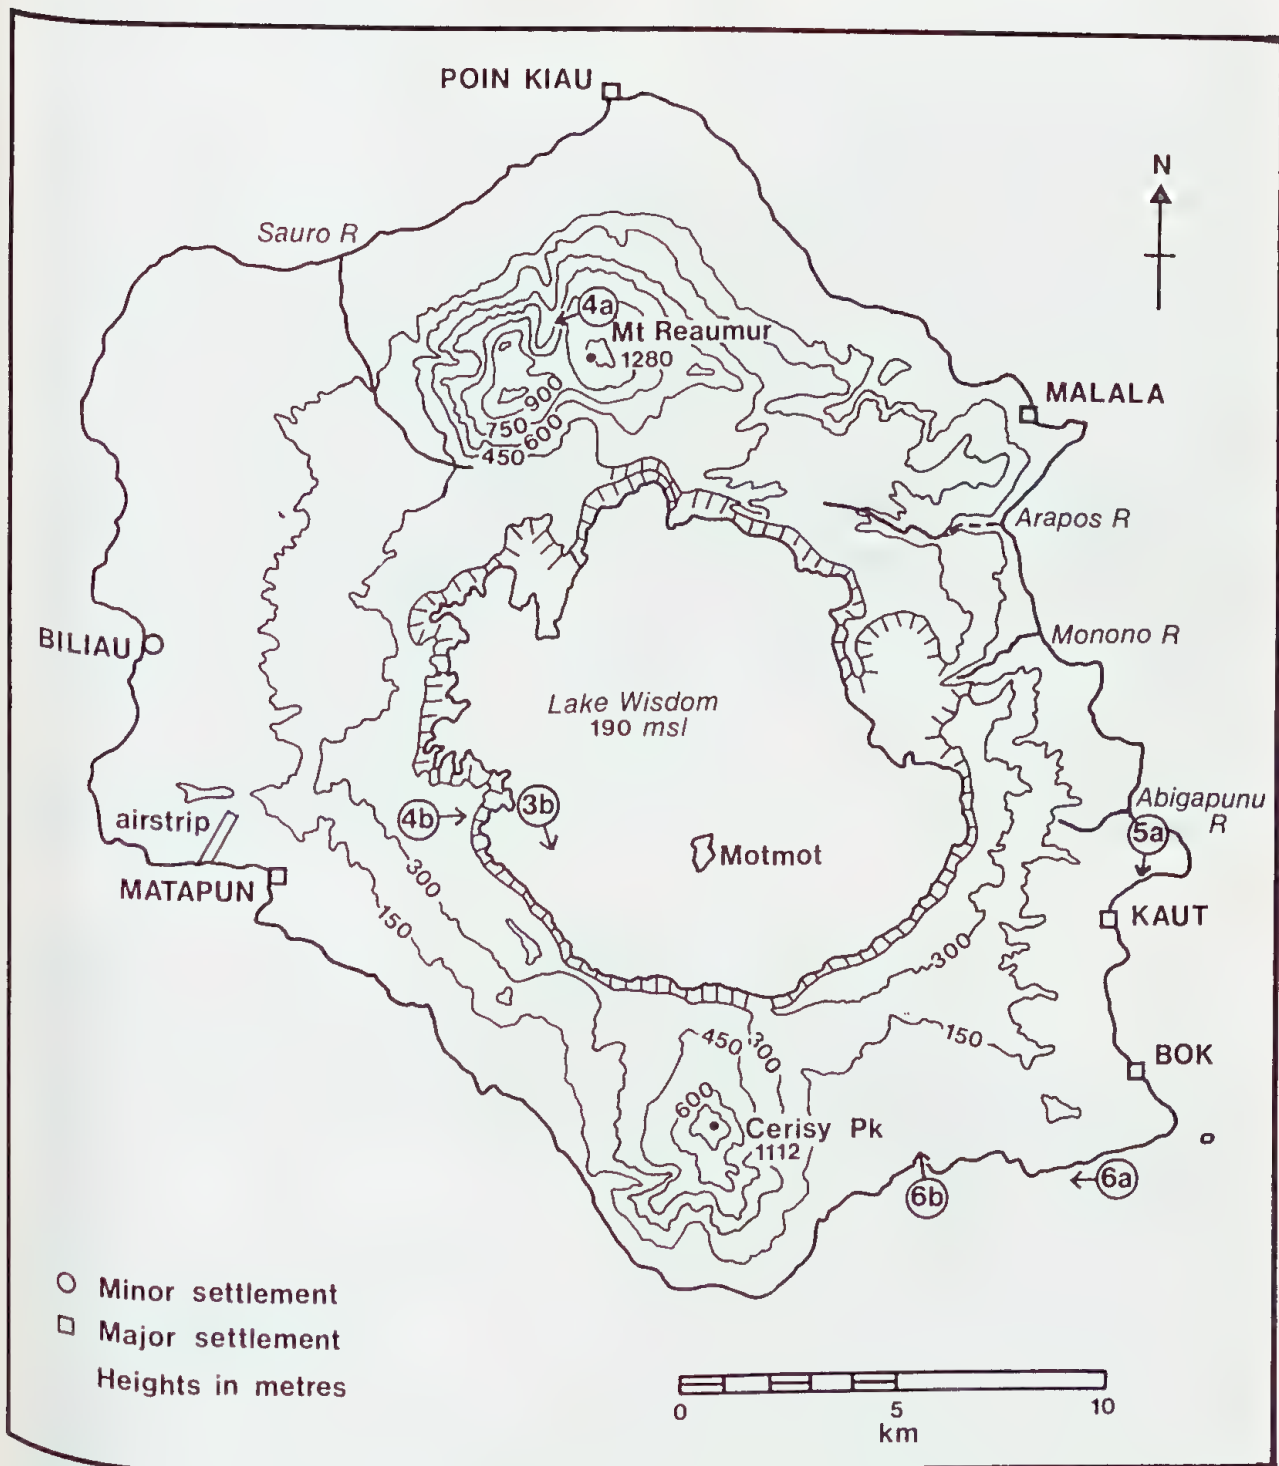 POIN KIAU
N
Sauro R
4a
Mt Reaumur
1280
900
750
600
450
MALALA
Arapos R
BILIAU
Monono R
Lake Wisdom
190 msl
airstrip
4b
3b
Abigapunu
R
5a
MATAPUN
300
Motmot
150
KAUT
300
450
300
150
BOK
600
Cerisy Pk
1112
6b
6a
Minor settlement
Major settlement
Heights in metres
0
5
10
km